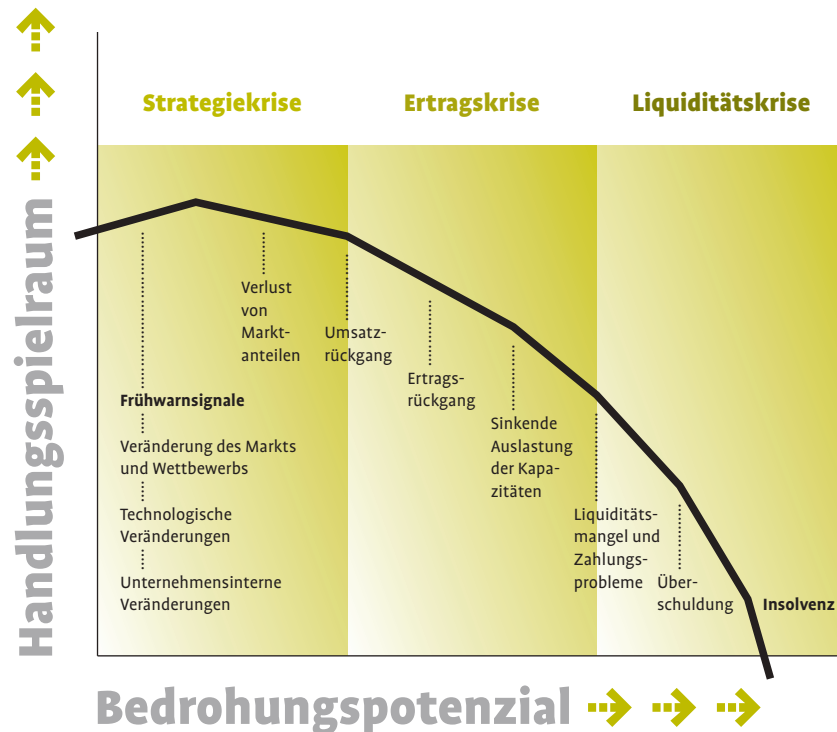 Strategiekrise
Ertragskrise
Liquiditätskrise
Handlungsspielraum
Verlust
von
Markt-
anteilen
Umsatz-
rückgang
Ertrags-
rückgang
Sinkende
Auslastung
der Kapa-
zitäten
Frühwarnsignale
Veränderung des Markts
und Wettbewerbs
Technologische
Veränderungen
Unternehmensinterne
Veränderungen
Liquiditäts-
mangel und
Zahlungs-
probleme
Über-
schuldung
Insolvenz
Bedrohungspotenzial